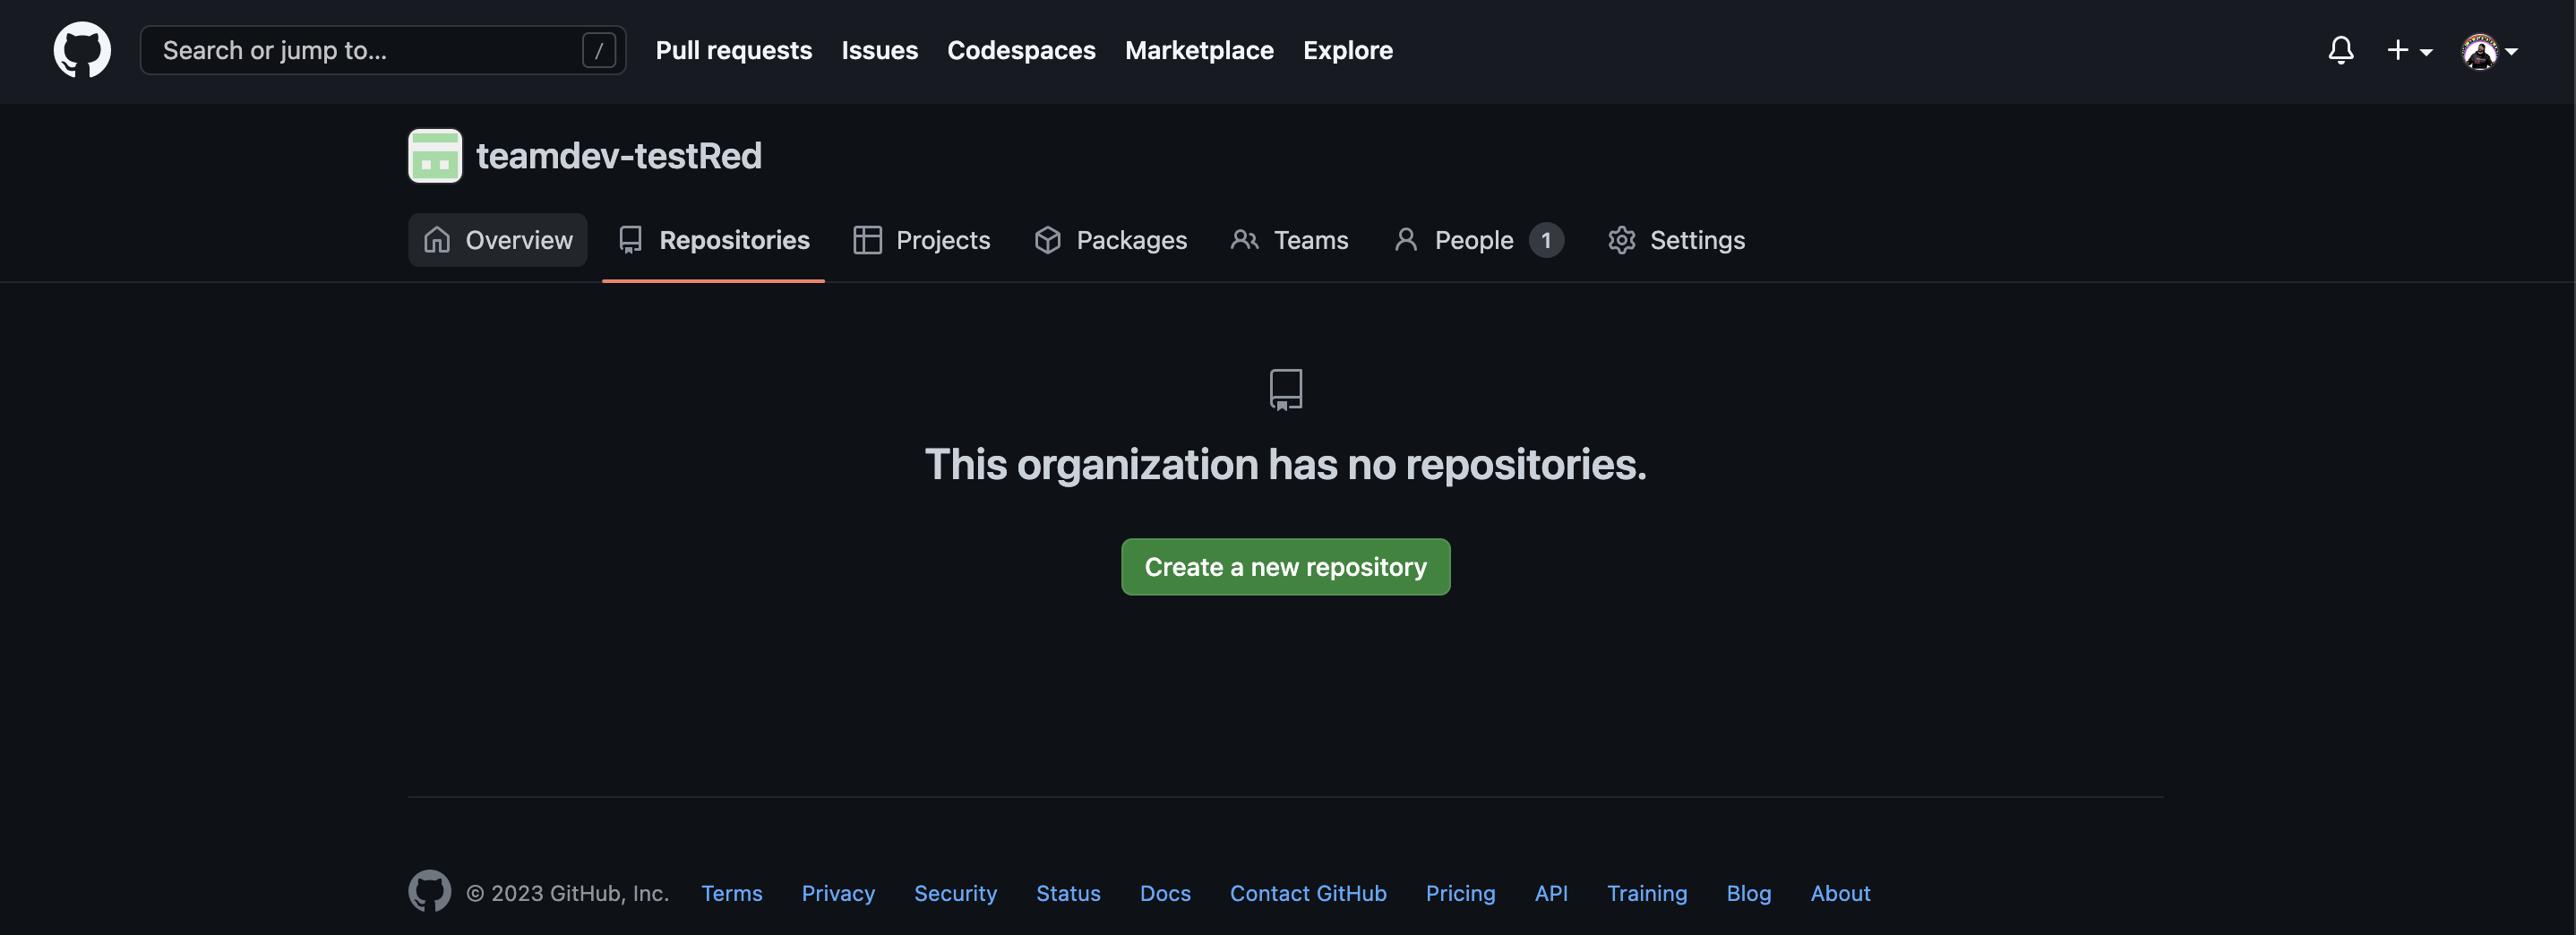 Search or jump to... / Pull requests Issues Codespaces Marketplace Explore
teamdev-testRed
Overview Repositories Projects Packages Teams People 1 Settings
This organization has no repositories.
Create a new repository
© 2023 GitHub, Inc. Terms Privacy Security Status Docs Contact GitHub Pricing API Training Blog About